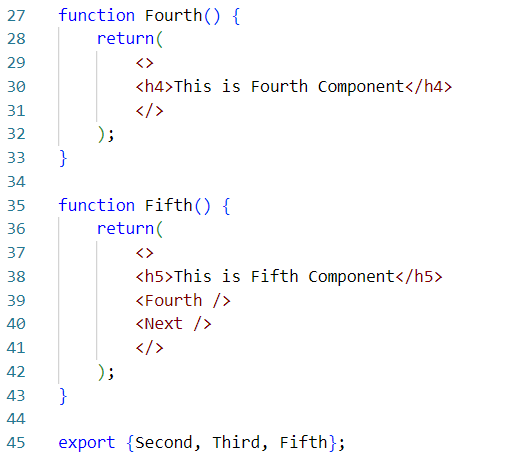 27 function Fourth() {
28 return(
29 <>
30 <h4>This is Fourth Component</h4>
31 </>
32 );
33 }
34
35 function Fifth() {
36 return(
37 <>
38 <h5>This is Fifth Component</h5>
39 <Fourth />
40 <Next />
41 </>
42 );
43 }
44
45 export {Second, Third, Fifth};